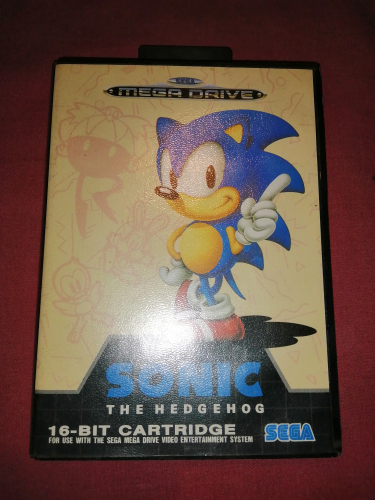 SEGA
MEGA DRIVE
SONIC
THE HEDGEHOG
16-BIT CARTRIDGE
FOR USE WITH THE SEGA MEGA DRIVE VIDEO ENTERTAINMENT SYSTEM
SEGA